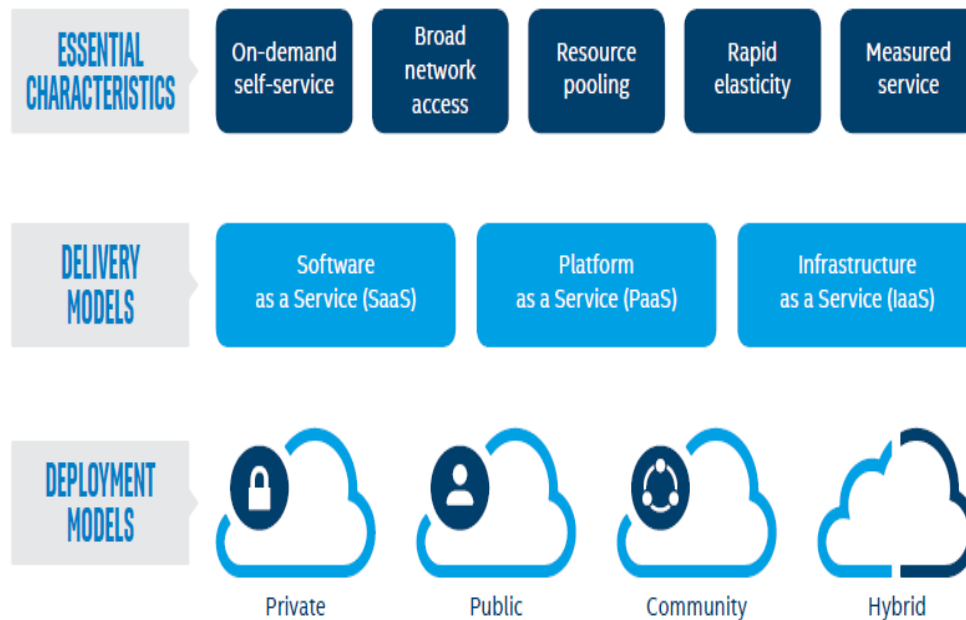 ESSENTIAL
CHARACTERISTICS
On-demand
self-service
Broad
network
access
Resource
pooling
Rapid
elasticity
Measured
service
DELIVERY
MODELS
Software
as a Service (SaaS)
Platform
as a Service (PaaS)
Infrastructure
as a Service (IaaS)
DEPLOYMENT
MODELS
Private
Public
Community
Hybrid